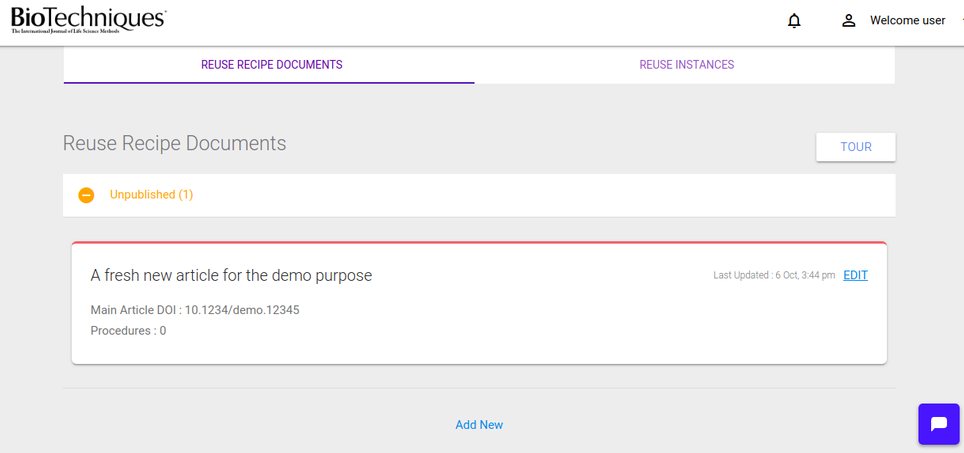 BioTechniques®
The International Journal of Life Science Methods
Welcome user
REUSE RECIPE DOCUMENTS
REUSE INSTANCES
Reuse Recipe Documents
TOUR
Unpublished (1)
A fresh new article for the demo purpose
Last Updated : 6 Oct, 3:44 pm EDIT
Main Article DOI : 10.1234/demo.12345
Procedures : 0
Add New